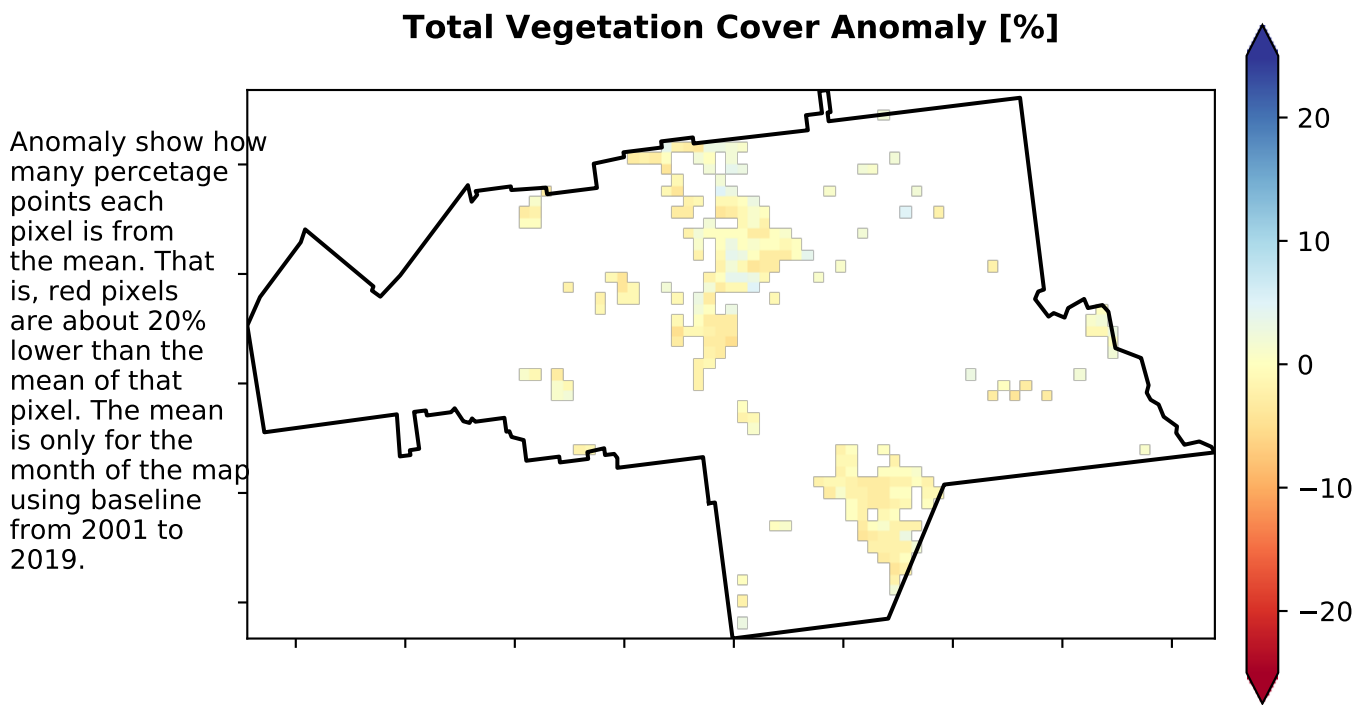 Total Vegetation Cover Anomaly [%]
Anomaly show how
many percetage
points each
pixel is from
the mean. That
is, red pixels
are about 20%
lower than the
mean of that
pixel. The mean
is only for the
month of the map
using baseline
from 2001 to
2019.
20
10
0
−10
−20